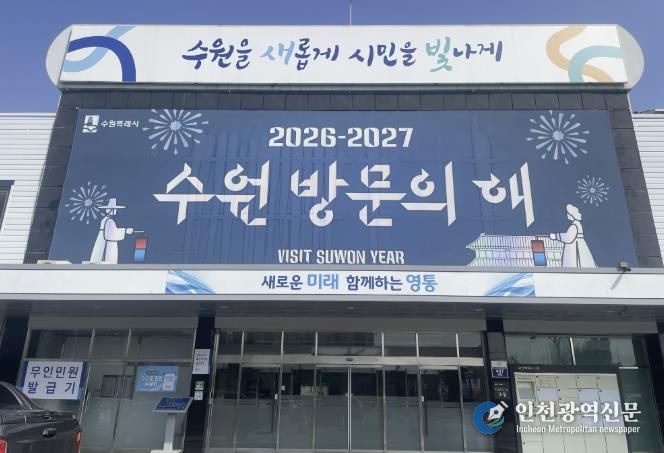 수원을 새롭게 시민을 빛나게
수원특례시
2026-2027
수원 방문의 해
VISIT SUWON YEAR
새로운 미래 함께하는 영통
무인민원
발급기
인천광역신문
Incheon Metropolitan newspaper